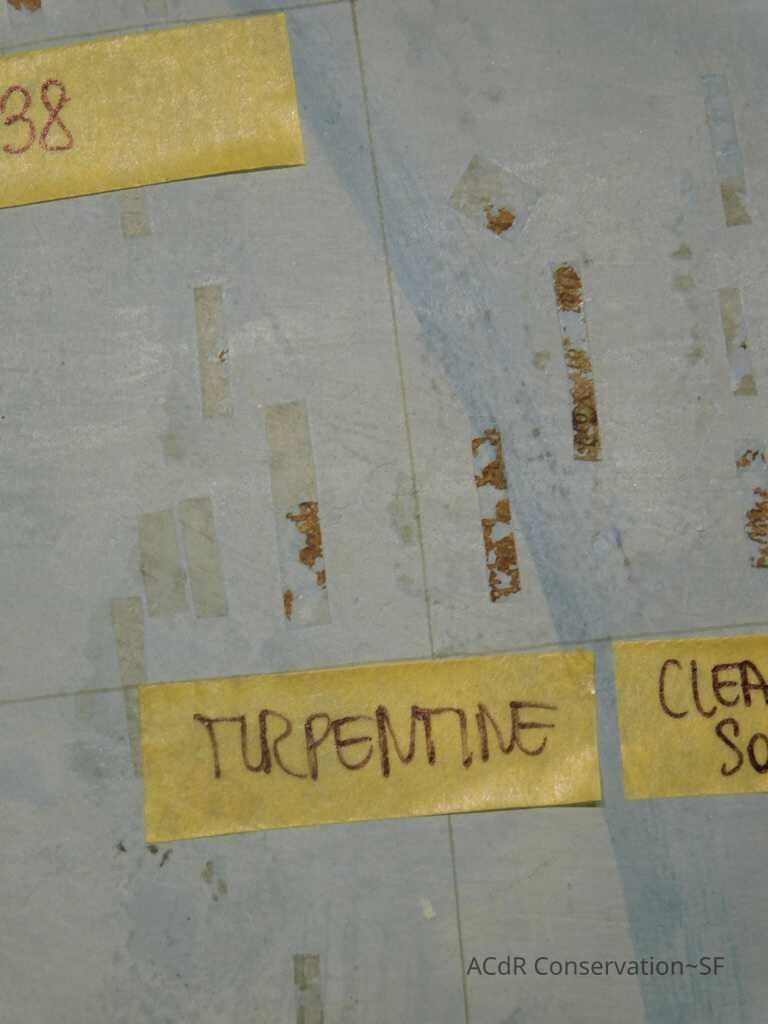 38
TURPENTINE
CLEA
SO
ACdR Conservation~SF